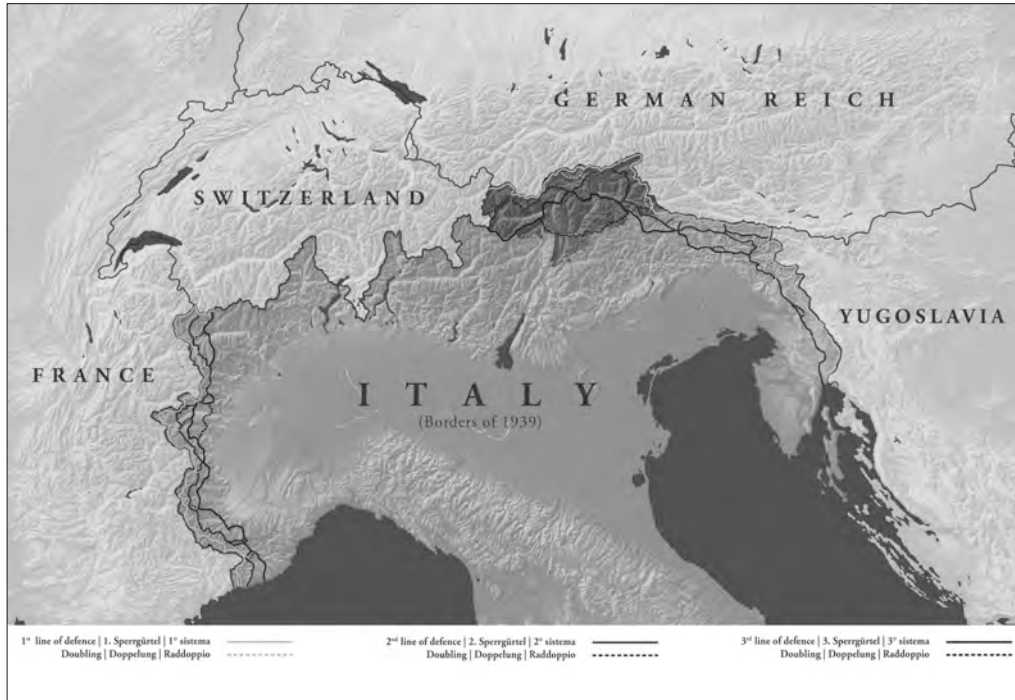 GERMAN REICH
SWITZERLAND
YUGOSLAVIA
FRANCE
ITALY
(Borders of 1939)
1st line of defence | 1. Sperrgürtel | 1° sistema
Doubling | Doppelung | Raddoppio
2nd line of defence | 2. Sperrgürtel | 2° sistema
Doubling | Doppelung | Raddoppio
3rd line of defence | 3. Sperrgürtel | 3° sistema
Doubling | Doppelung | Raddoppio